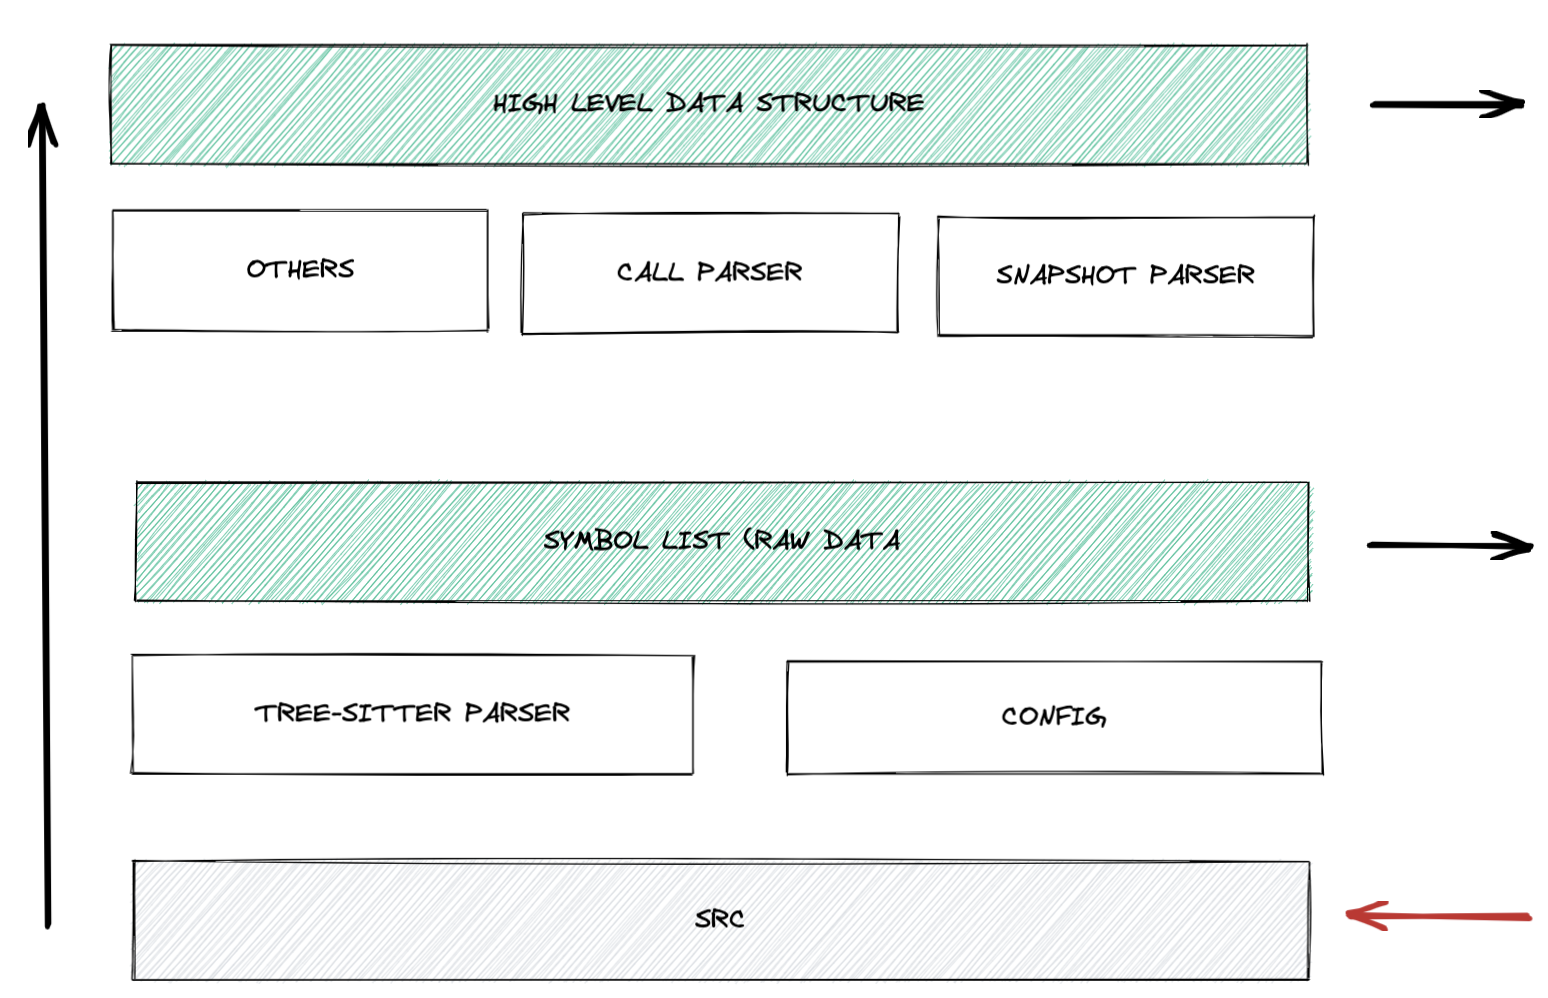 HIGH LEVEL DATA STRUCTURE
OTHERS
CALL PARSER
SNAPSHOT PARSER
SYMBOL LIST (RAW DATA
TREE-SITTER PARSER
CONFIG
SRC